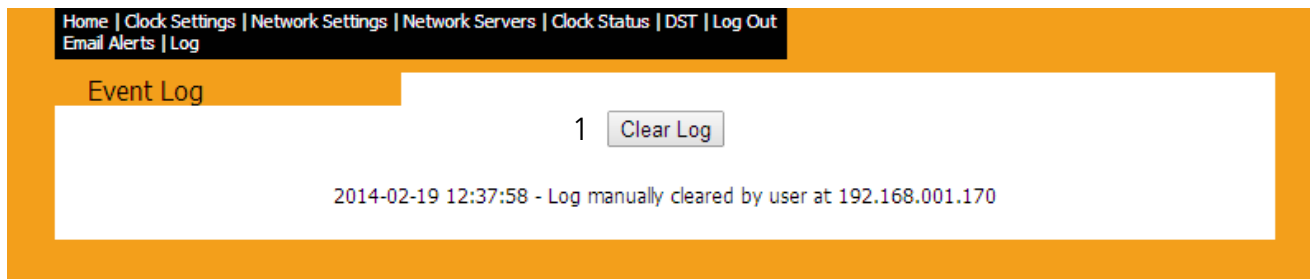 Home | Clock Settings | Network Settings | Network Servers | Clock Status | DST | Log Out
Email Alerts | Log
Event Log
1 Clear Log
2014-02-19 12:37:58 - Log manually cleared by user at 192.168.001.170